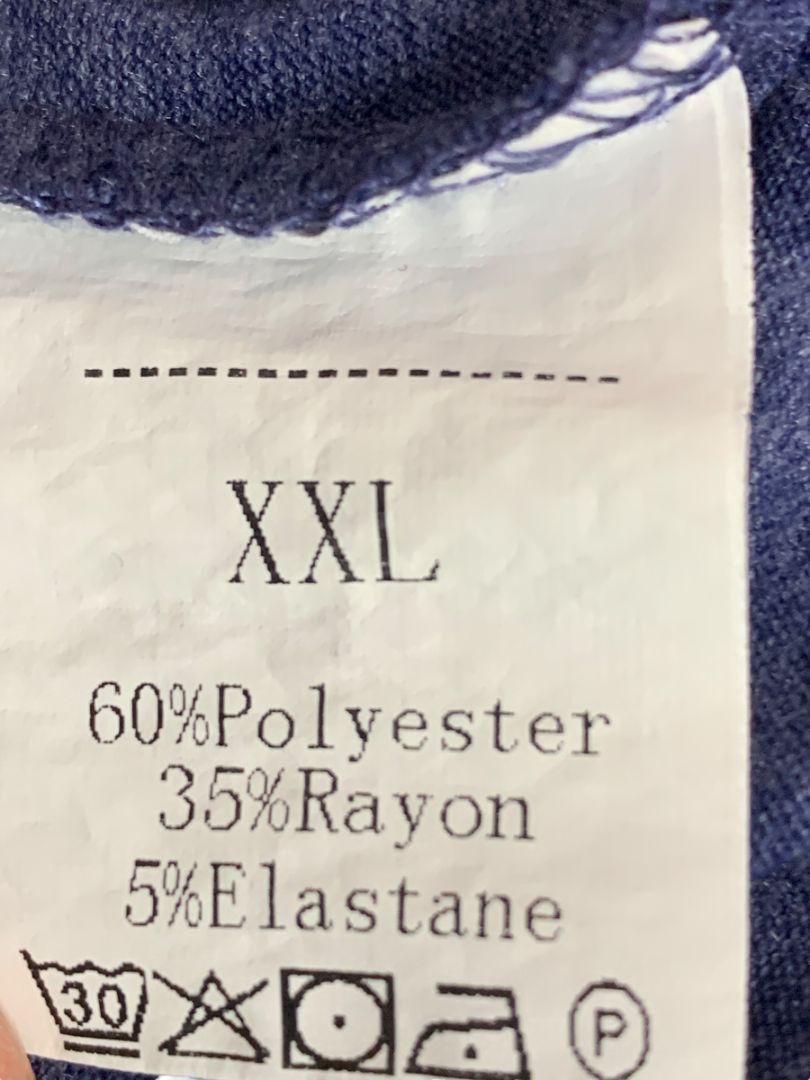 XXL
60%Polyester
35%Rayon
5%Elastane
30 P